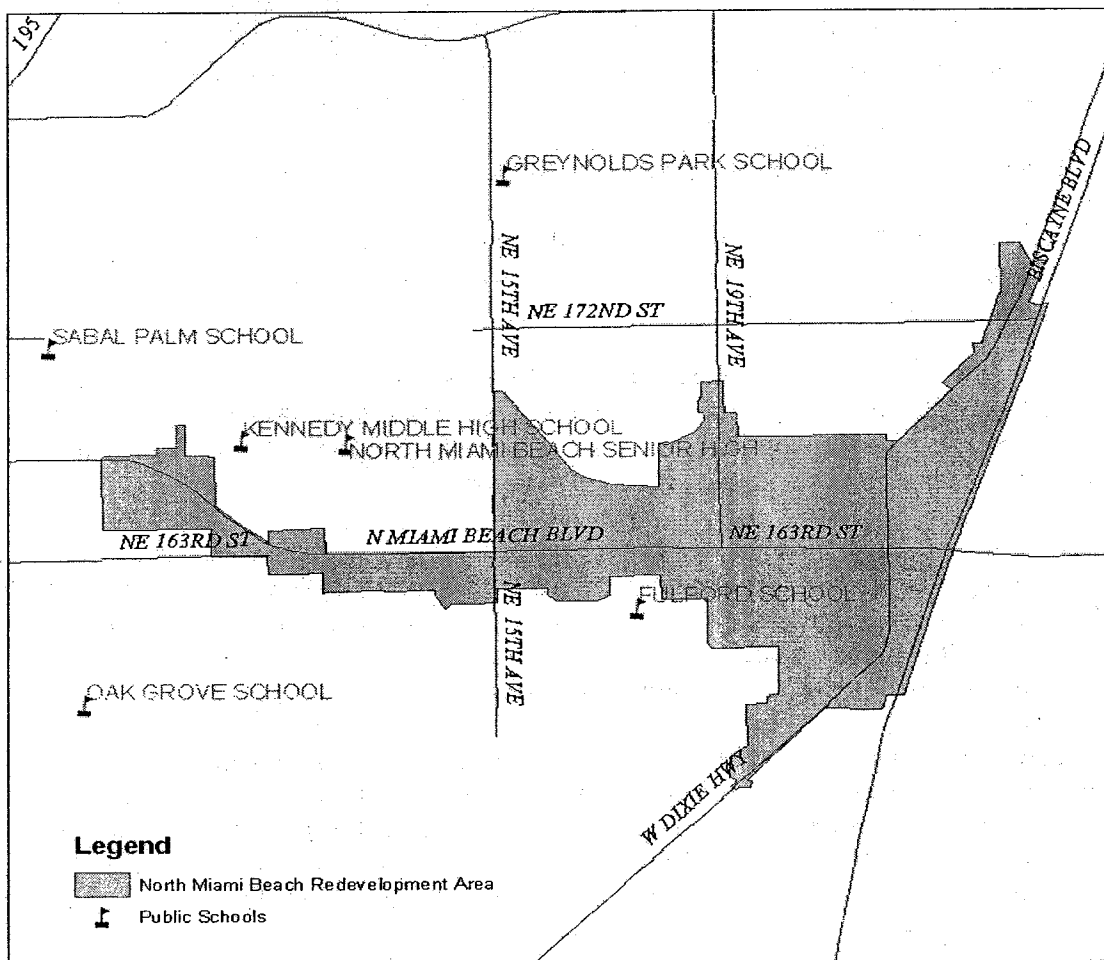 195
GREYNOLDS PARK SCHOOL
BISCAYNE BLVD
NE 15TH AVE
NE 19TH AVE
NE 172ND ST
SABAL PALM SCHOOL
KENNEDY MIDDLE HIGH SCHOOL
NORTH MIAMI BEACH SENIOR HIGH
NE 163RD ST
N MIAMI BEACH BLVD
NE 163RD ST
NE 15TH AVE
FULFORD SCHOOL
OAK GROVE SCHOOL
W DIXIE HWY
Legend
North Miami Beach Redevelopment Area
Public Schools